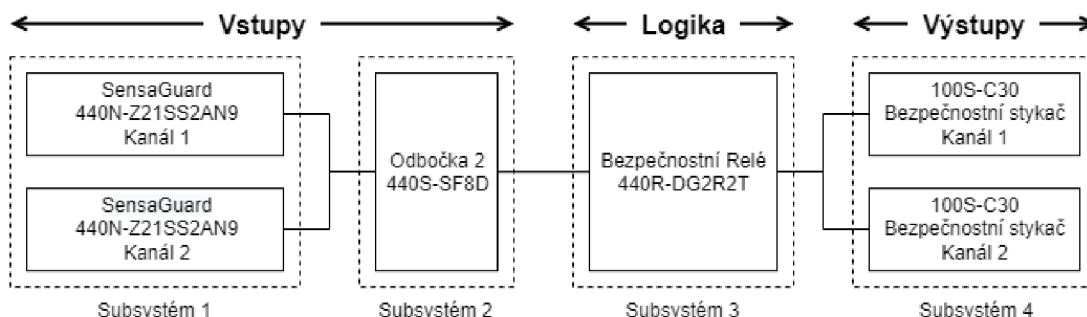 Vstupy
Logika
Výstupy
SensaGuard
440N-Z21SS2AN9
Kanál 1
SensaGuard
440N-Z21SS2AN9
Kanál 2
Odbočka 2
440S-SF8D
Bezpečnostní Relé
440R-DG2R2T
100S-C30
Bezpečnostní stykač
Kanál 1
100S-C30
Bezpečnostní stykač
Kanál 2
Subsystém 1
Subsystém 2
Subsystém 3
Subsystém 4